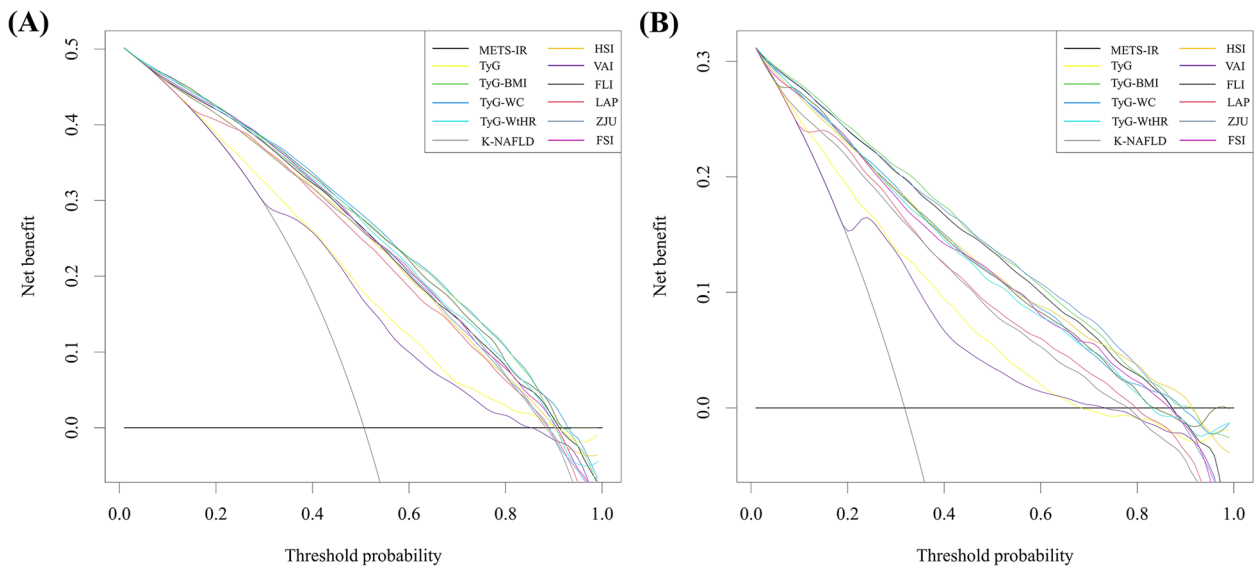 (A)
METS-IR HSI
TyG VAI
TyG-BMI FLI
TyG-WC LAP
TyG-WtHR ZJU
K-NAFLD FSI
Net benefit
0.5
0.4
0.3
0.2
0.1
0.0
0.0 0.2 0.4 0.6 0.8 1.0
Threshold probability
(B)
METS-IR HSI
TyG VAI
TyG-BMI FLI
TyG-WC LAP
TyG-WtHR ZJU
K-NAFLD FSI
Net benefit
0.3
0.2
0.1
0.0
0.0 0.2 0.4 0.6 0.8 1.0
Threshold probability